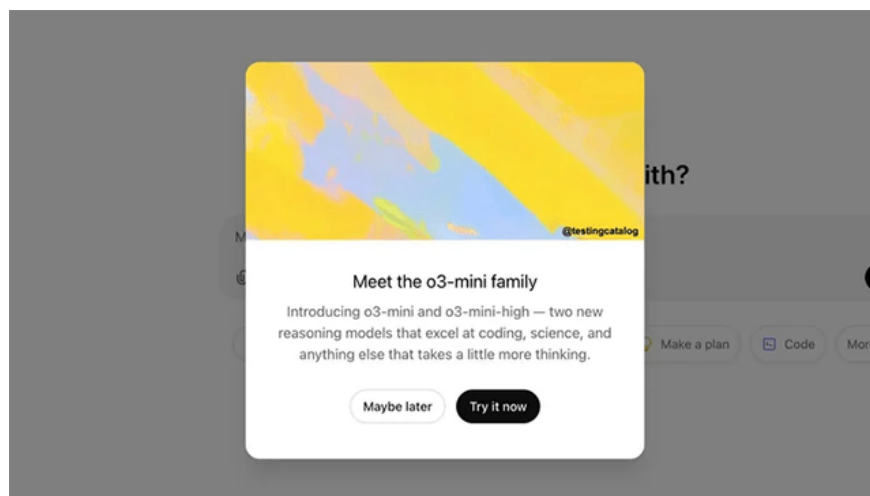 ith?
@testingcatalog
M
Meet the o3-mini family
Introducing o3-mini and o3-mini-high — two new
reasoning models that excel at coding, science, and
anything else that takes a little more thinking.
Make a plan
Code
Mor
Maybe later
Try it now